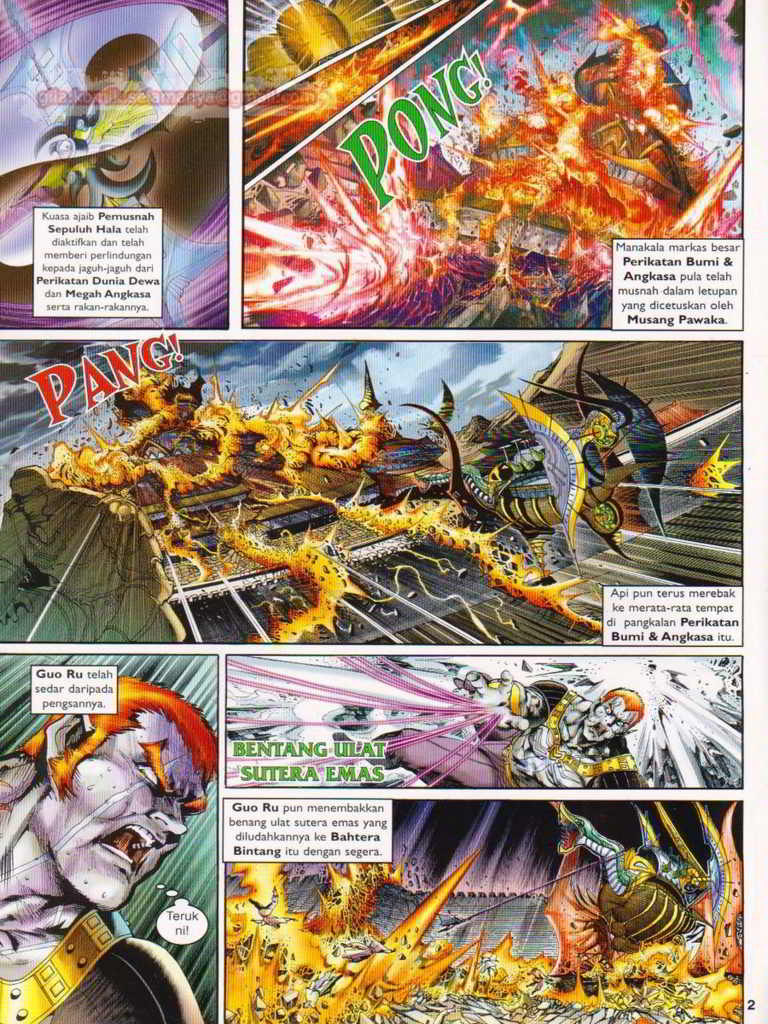 Kuasa ajaib Pemusnah
Sepuluh Hala telah
diaktifkan dan telah
memberi perlindungan
kepada jaguh-jaguh dari
Perikatan Dunia Dewa
dan Megah Angkasa
serta rakan-rakannya.
PONG!
Manakala markas besar
Perikatan Bumi &
Angkasa pula telah
musnah dalam letupan
yang dicetuskan oleh
Musang Pawaka.
PANG!
Api pun terus merebak
ke merata-rata tempat
di pangkalan Perikatan
Bumi & Angkasa itu.
Guo Ru telah
sedar daripada
pengsannya.
Teruk
ni!
BENTANG ULAT
SUTERA EMAS
Guo Ru pun menembakkan
benang ulat sutera emas yang
diludahkannya ke Bahtera
Bintang itu dengan segera.
2